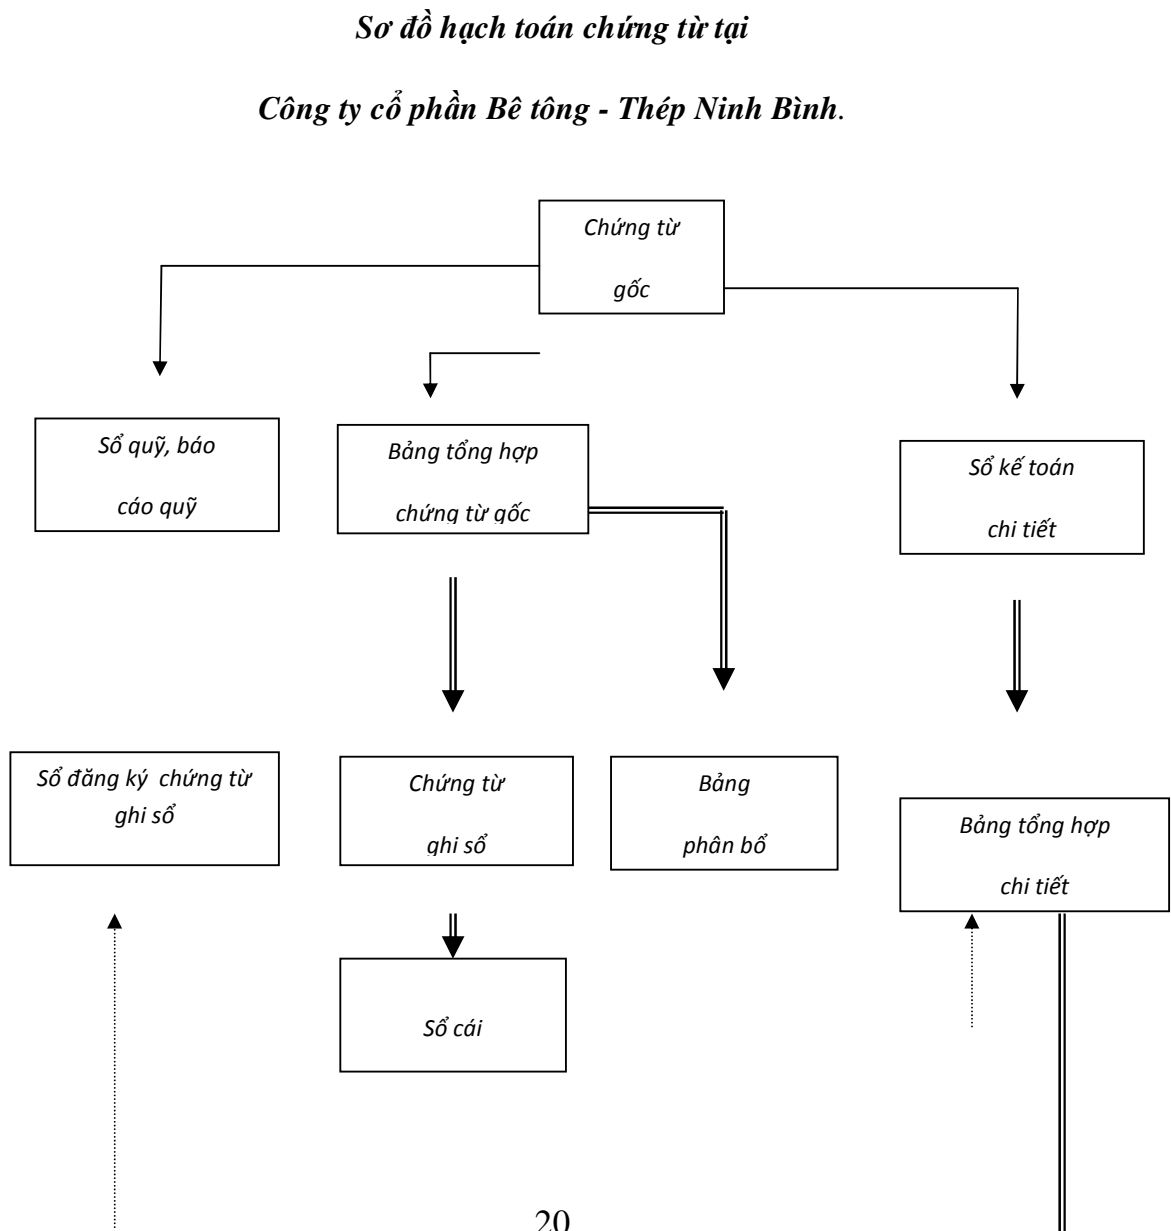 Sơ đồ hạch toán chứng từ tại
Công ty cổ phần Bê tông - Thép Ninh Bình.
Chứng từ
gốc
Sổ quỹ, báo
cáo quỹ
Bảng tổng hợp
chứng từ gốc
Sổ kế toán
chi tiết
Sổ đăng ký chứng từ
ghi sổ
Chứng từ
ghi sổ
Bảng
phân bổ
Bảng tổng hợp
chi tiết
Sổ cái
20